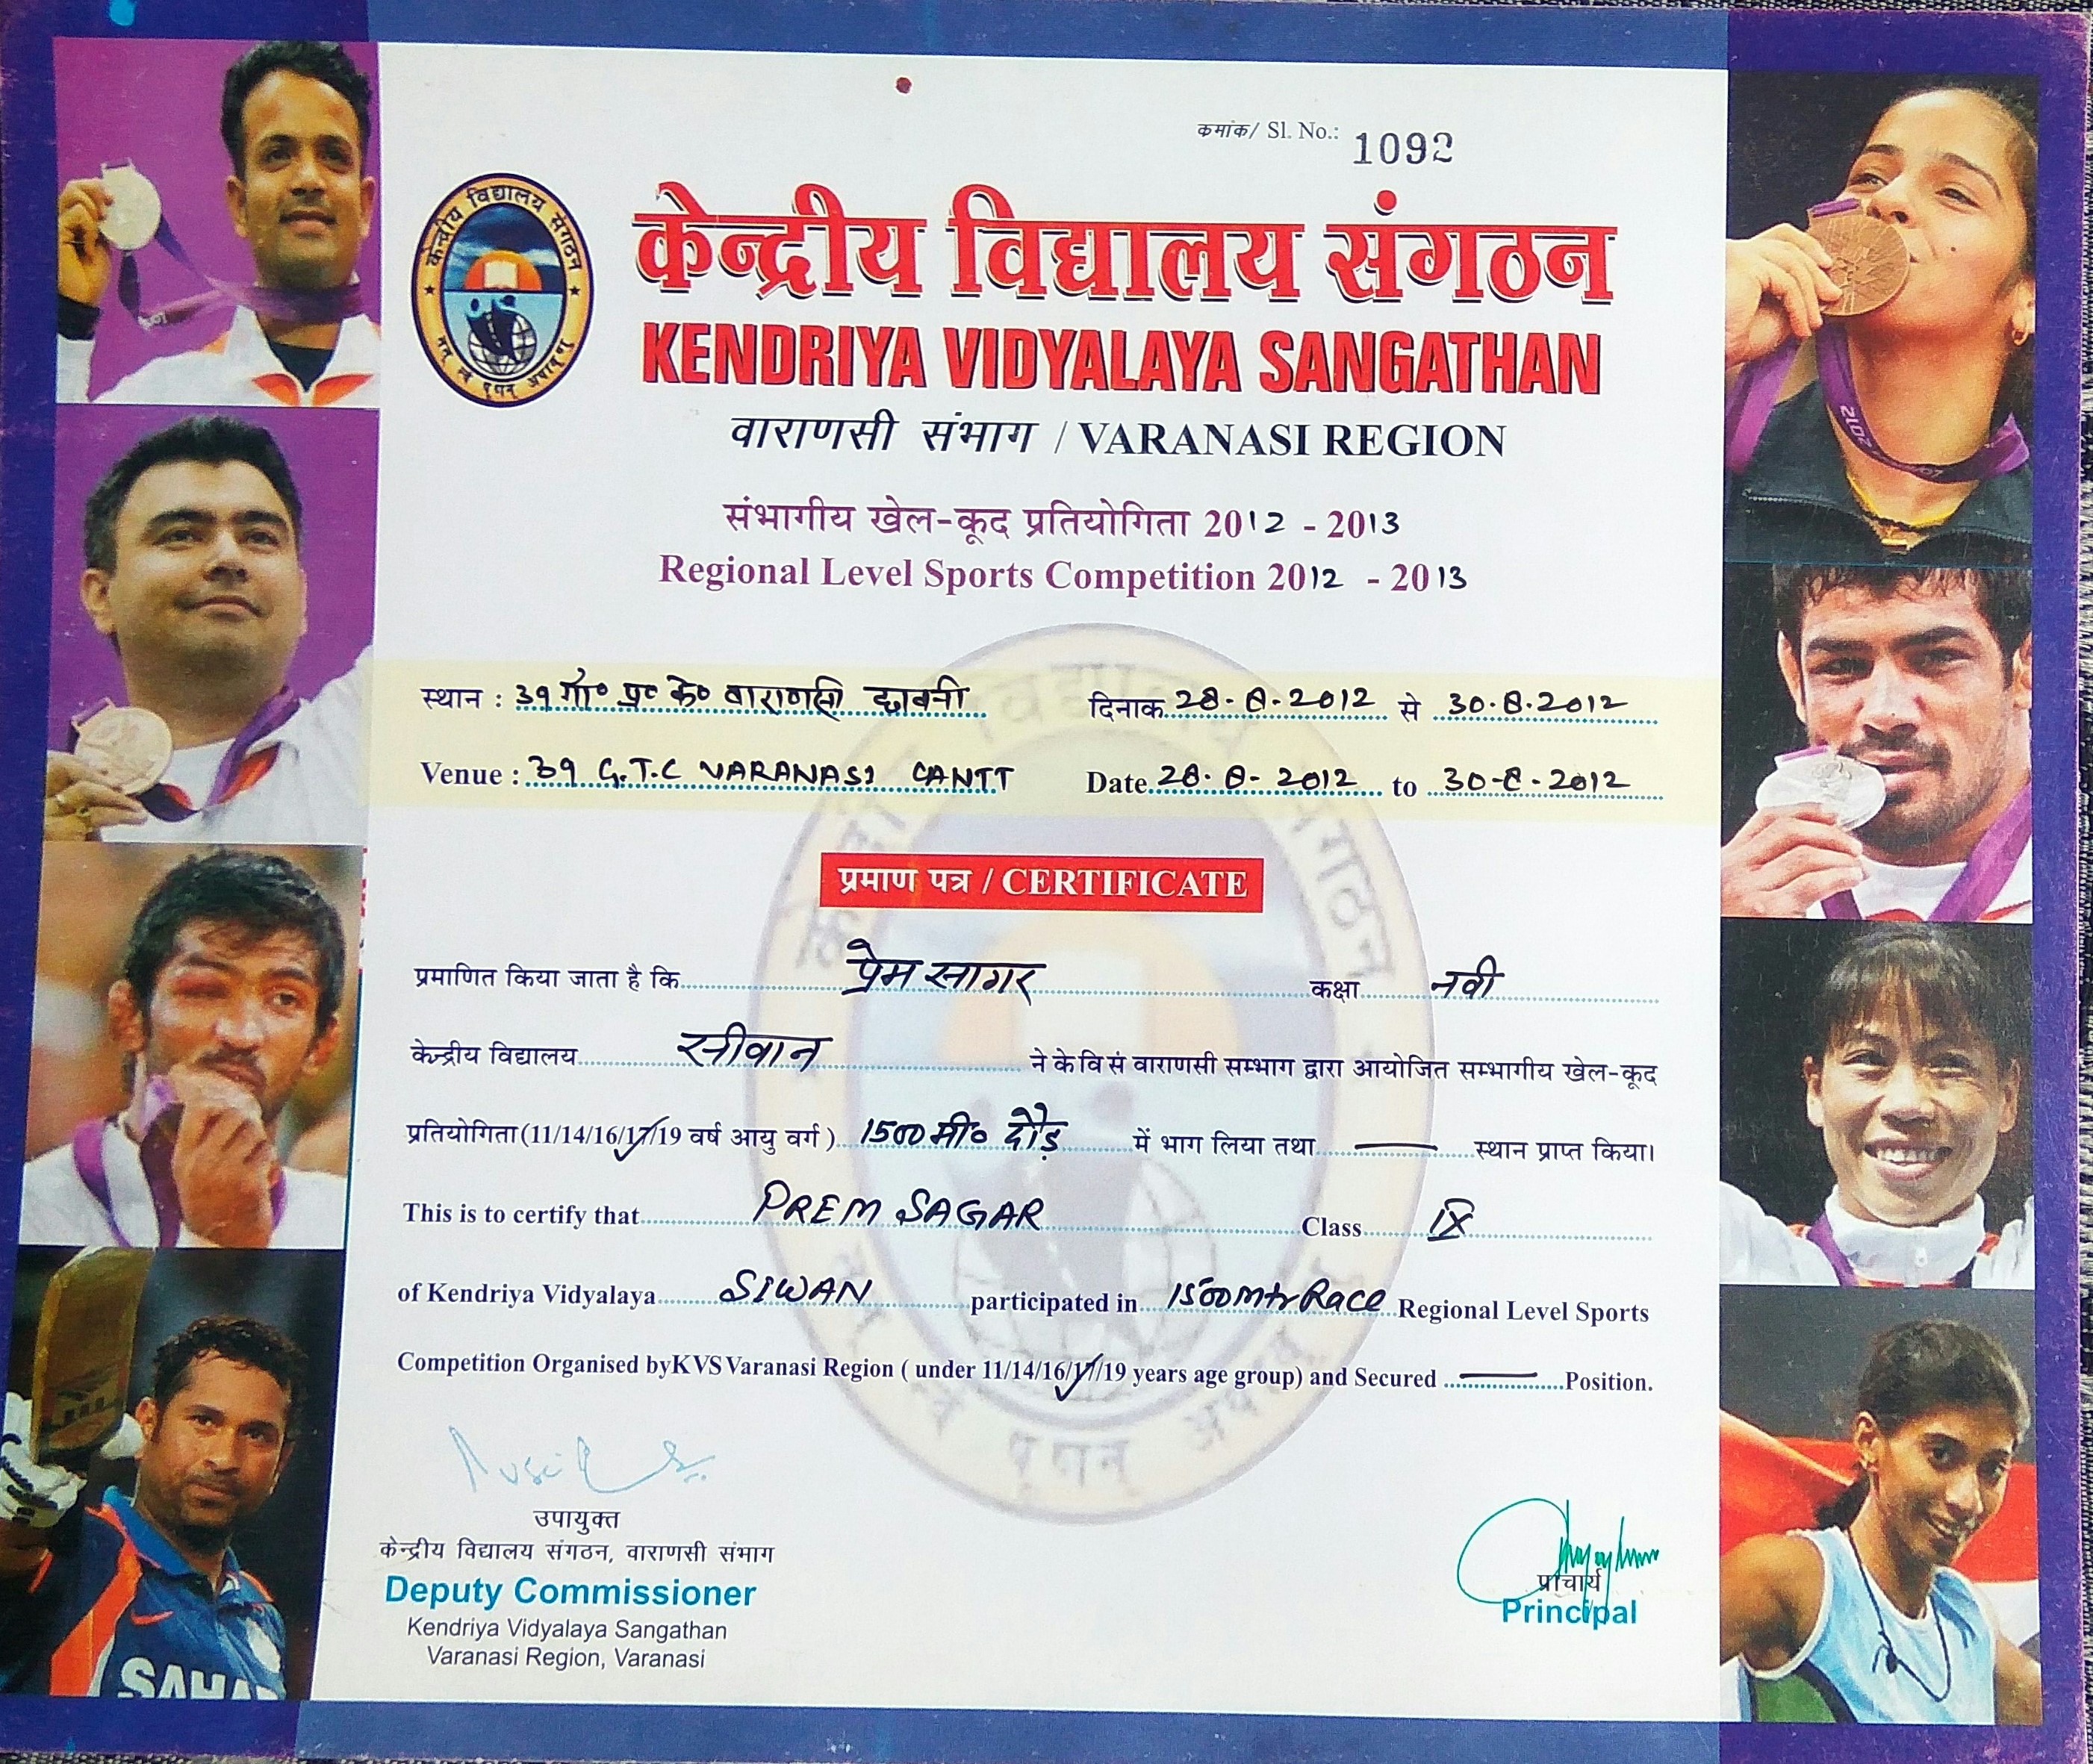 क्रमांक/ Sl. No.: 1092
केन्द्रीय विद्यालय संगठन
केन्द्रीय विद्यालय संगठन
KENDRIYA VIDYALAYA SANGATHAN
वाराणसी संभाग / VARANASI REGION
संभागीय खेल-कूद प्रतियोगिता 2012 - 2013
Regional Level Sports Competition 2012 - 2013
स्थान : 39 गो॰ प्र॰ के॰ वाराणसी छावनी दिनाक 28-8-2012 से 30.8.2012
Venue : 39 G.T.C VARANASI CANTT Date 28-8-2012 to 30-8-2012
प्रमाण पत्र / CERTIFICATE
प्रमाणित किया जाता है कि प्रेम सागर कक्षा नवी
केन्द्रीय विद्यालय सीवान ने के वि सं वाराणसी सम्भाग द्वारा आयोजित सम्भागीय खेल-कूद
प्रतियोगिता (11/14/16/17/19 वर्ष आयु वर्ग ) 1500 मी॰ दौड़ में भाग लिया तथा — स्थान प्राप्त किया।
This is to certify that PREM SAGAR Class IX
of Kendriya Vidyalaya SIWAN participated in 1500 mtr Race Regional Level Sports
Competition Organised by KVS Varanasi Region ( under 11/14/16/17/19 years age group) and Secured — Position.
उपायुक्त
केन्द्रीय विद्यालय संगठन, वाराणसी संभाग
Deputy Commissioner
Kendriya Vidyalaya Sangathan
Varanasi Region, Varanasi
प्राचार्य
Principal
2012
SAHA